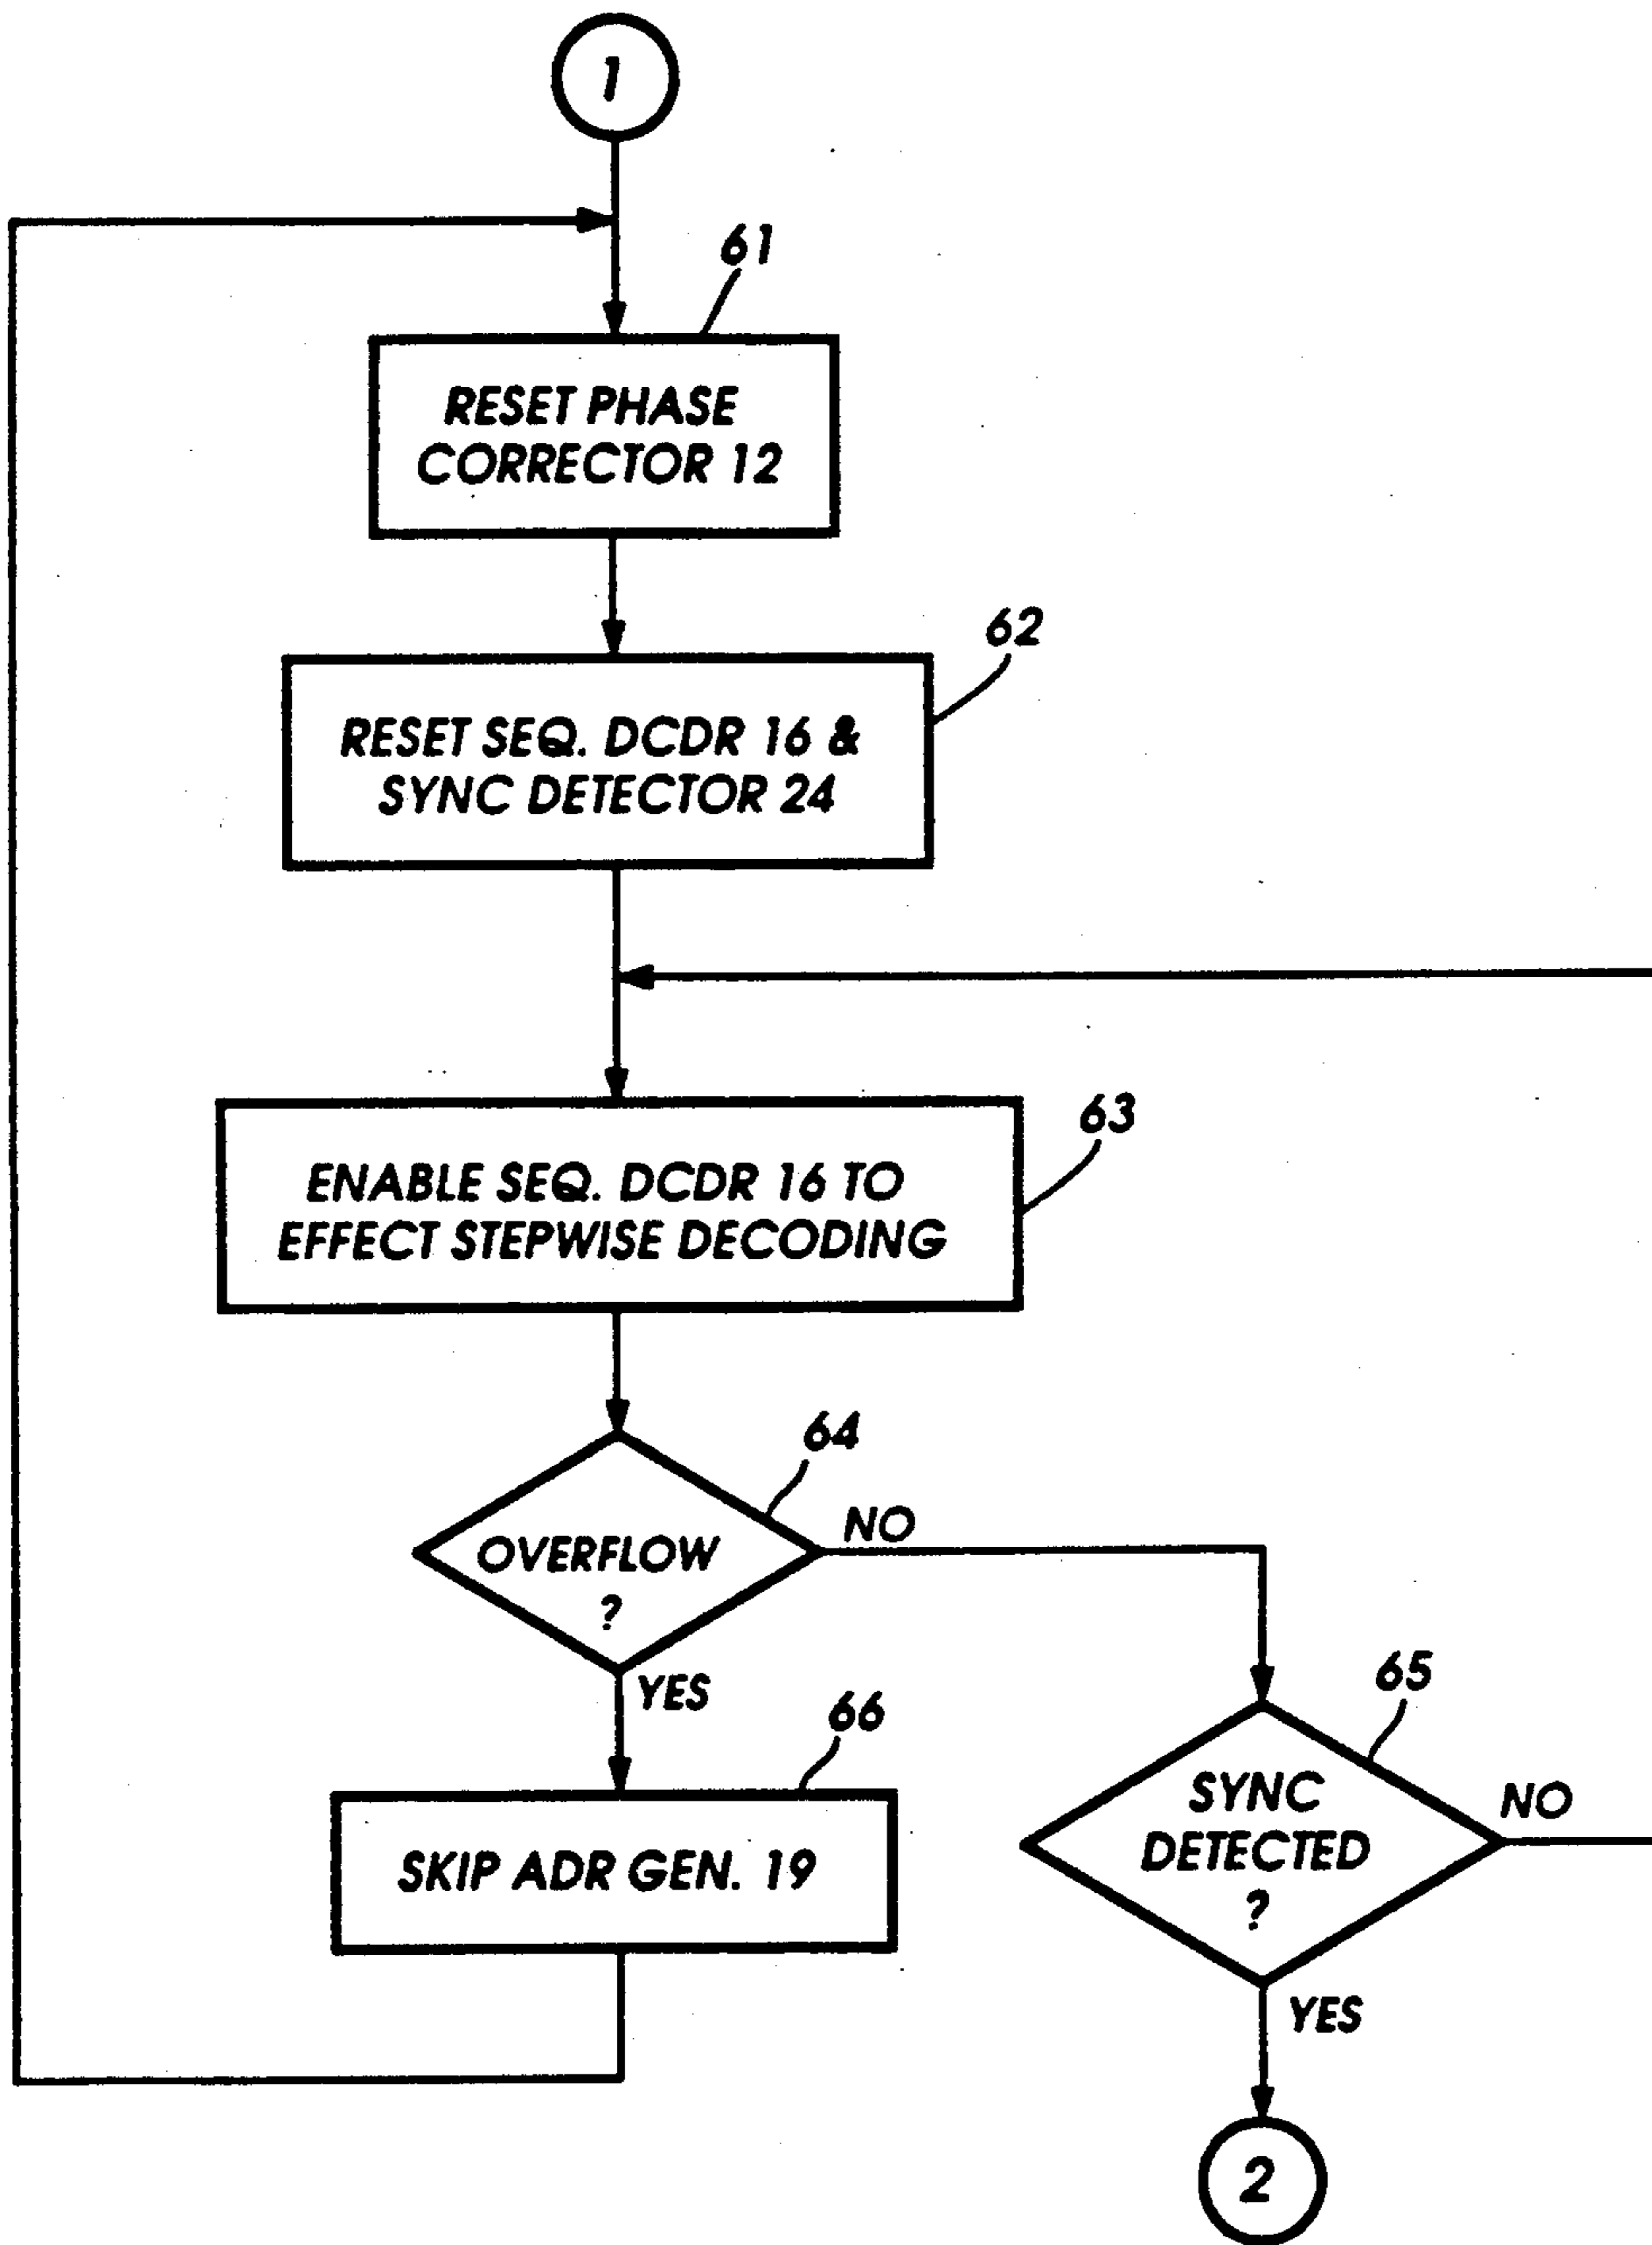 1
61
RESET PHASE
CORRECTOR 12
62
RESET SEQ. DCDR 16 &
SYNC DETECTOR 24
63
ENABLE SEQ. DCDR 16 TO
EFFECT STEPWISE DECODING
64
OVERFLOW
?
NO
YES
66
SKIP ADR GEN. 19
65
SYNC
DETECTED
?
NO
YES
2